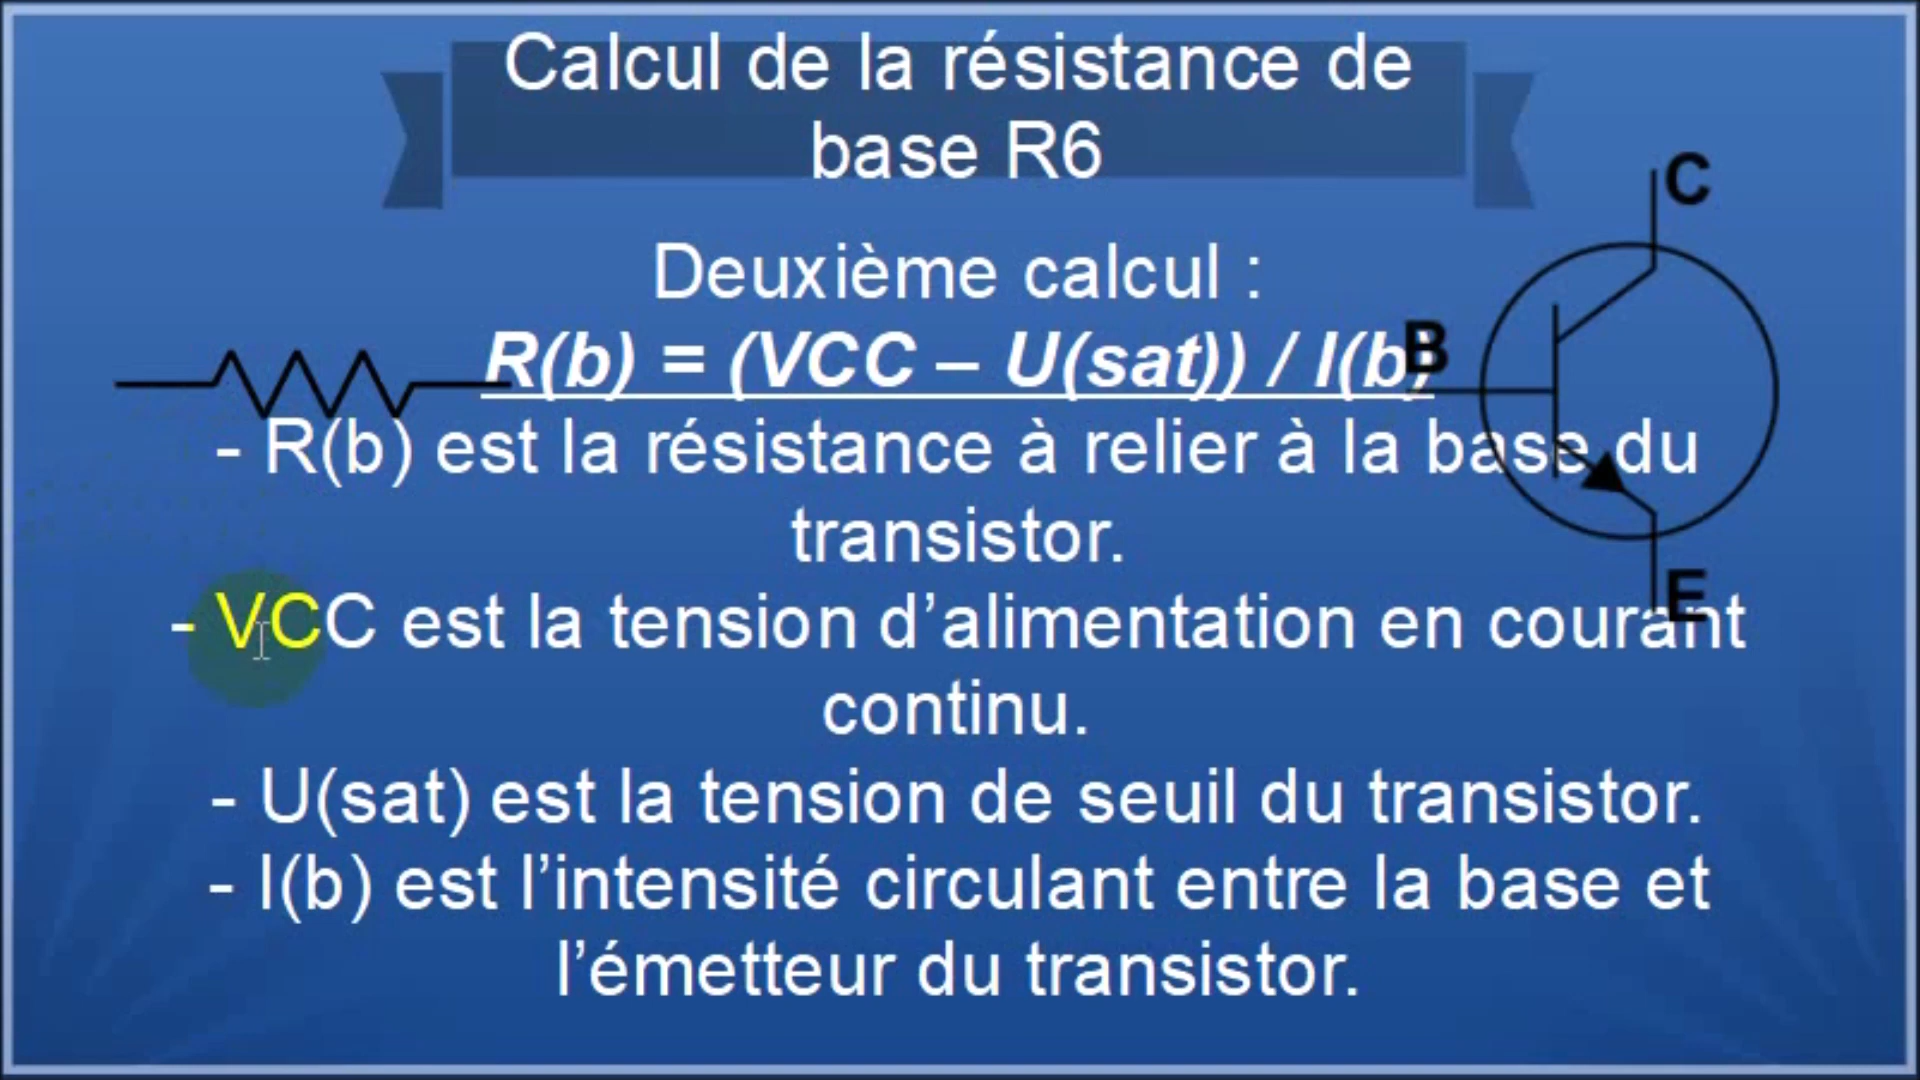 Calcul de la résistance de
base R6
C
Deuxième calcul :
R(b) = (VCC – U(sat)) / I(b)
B
- R(b) est la résistance à relier à la base du
transistor.
E
- VCC est la tension d’alimentation en courant
continu.
- U(sat) est la tension de seuil du transistor.
- I(b) est l’intensité circulant entre la base et
l’émetteur du transistor.